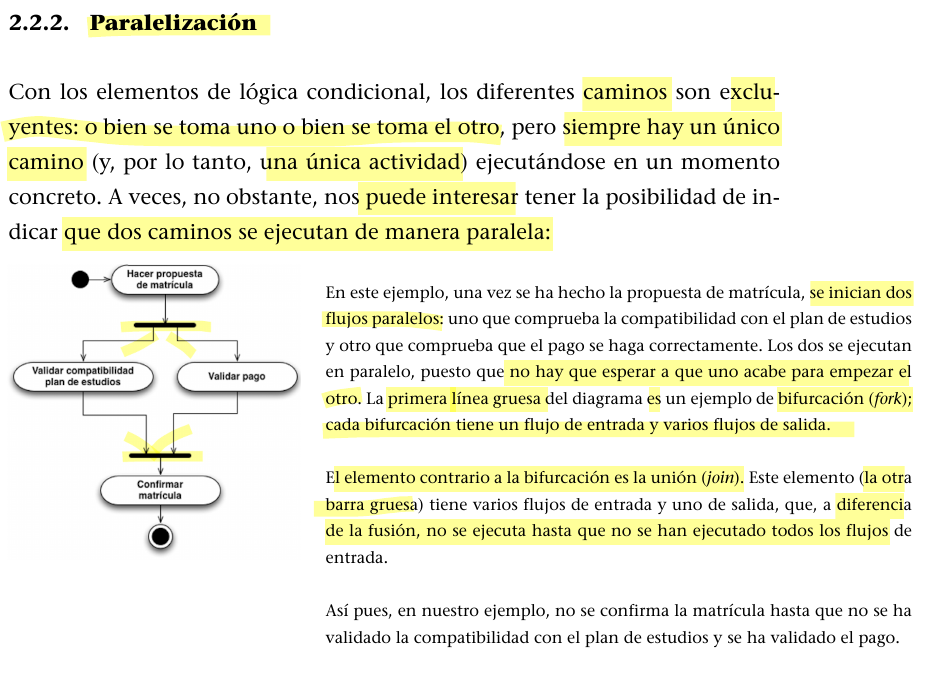 2.2.2. Paralelización
Con los elementos de lógica condicional, los diferentes caminos son exclu-
yentes: o bien se toma uno o bien se toma el otro, pero siempre hay un único
camino (y, por lo tanto, una única actividad) ejecutándose en un momento
concreto. A veces, no obstante, nos puede interesar tener la posibilidad de in-
dicar que dos caminos se ejecutan de manera paralela:
Hacer propuesta
de matrícula
Validar compatibilidad
plan de estudios
Validar pago
Confirmar
matrícula
En este ejemplo, una vez se ha hecho la propuesta de matrícula, se inician dos
flujos paralelos: uno que comprueba la compatibilidad con el plan de estudios
y otro que comprueba que el pago se haga correctamente. Los dos se ejecutan
en paralelo, puesto que no hay que esperar a que uno acabe para empezar el
otro. La primera línea gruesa del diagrama es un ejemplo de bifurcación (fork);
cada bifurcación tiene un flujo de entrada y varios flujos de salida.
El elemento contrario a la bifurcación es la unión (join). Este elemento (la otra
barra gruesa) tiene varios flujos de entrada y uno de salida, que, a diferencia
de la fusión, no se ejecuta hasta que no se han ejecutado todos los flujos de
entrada.
Así pues, en nuestro ejemplo, no se confirma la matrícula hasta que no se ha
validado la compatibilidad con el plan de estudios y se ha validado el pago.